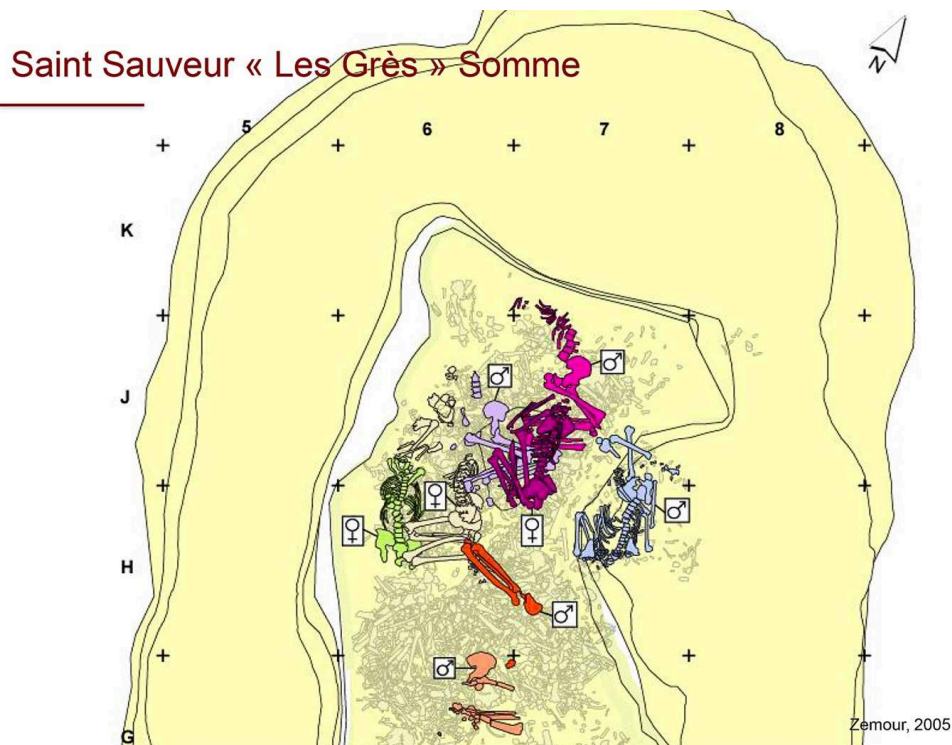 Saint Sauveur « Les Grès » Somme
N
5 6 7 8
K
♂
♂
J
♀
♂
♀
♀
H
♂
♂
G
Zemour, 2005